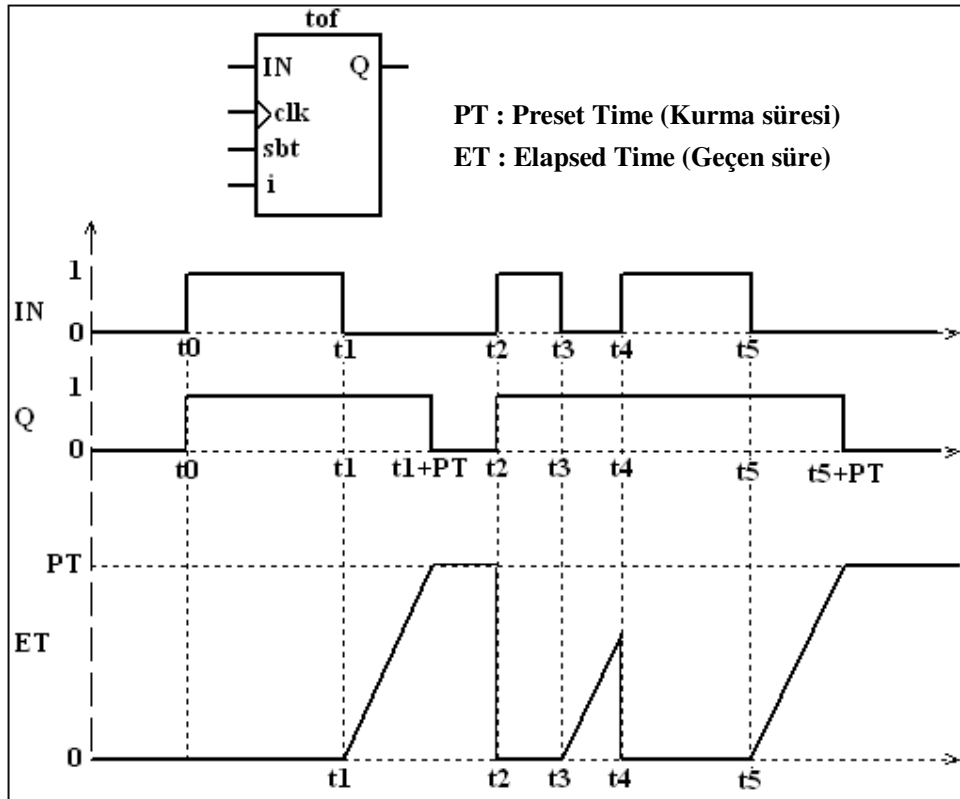 tof
IN Q
clk
sbt
i
PT : Preset Time (Kurma süresi)
ET : Elapsed Time (Geçen süre)
1
IN
0
t0 t1 t2 t3 t4 t5
1
Q
0
t0 t1 t1+PT t2 t3 t4 t5 t5+PT
PT
ET
0
t1 t2 t3 t4 t5